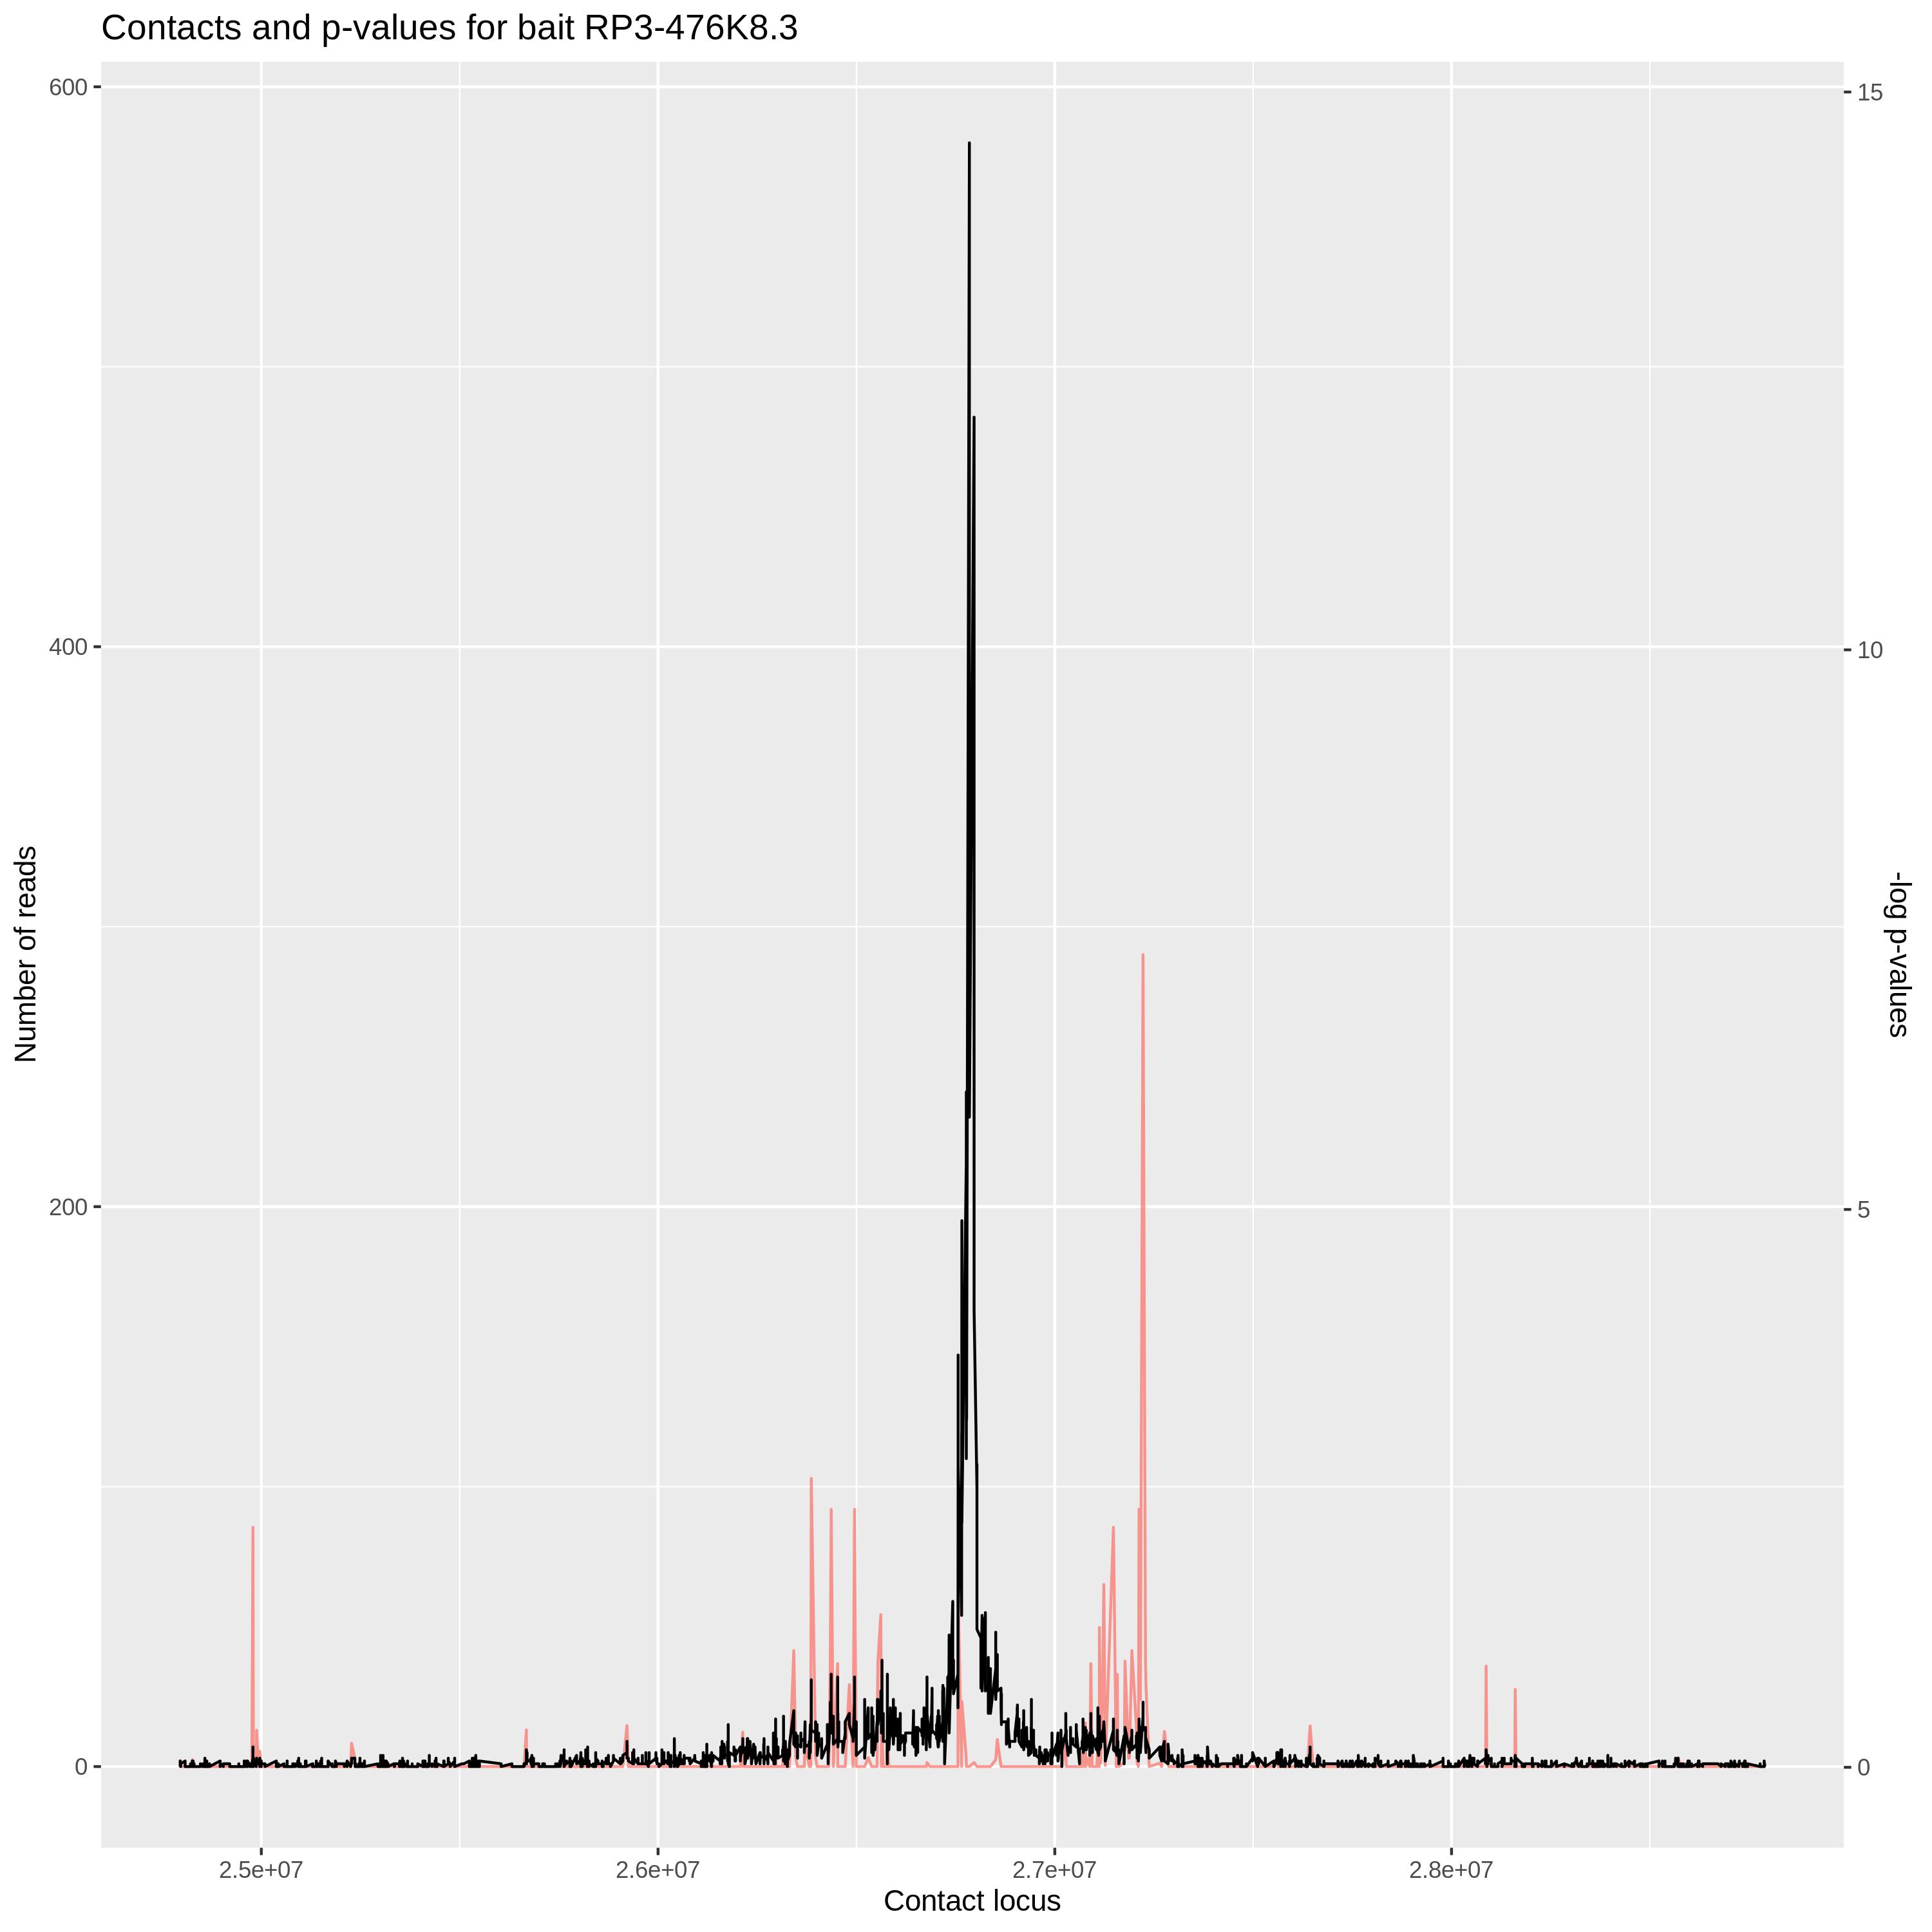 Contacts and p-values for bait RP3-476K8.3
600
400
200
0
Number of reads
15
10
5
0
-log p-values
2.5e+07
2.6e+07
2.7e+07
2.8e+07
Contact locus